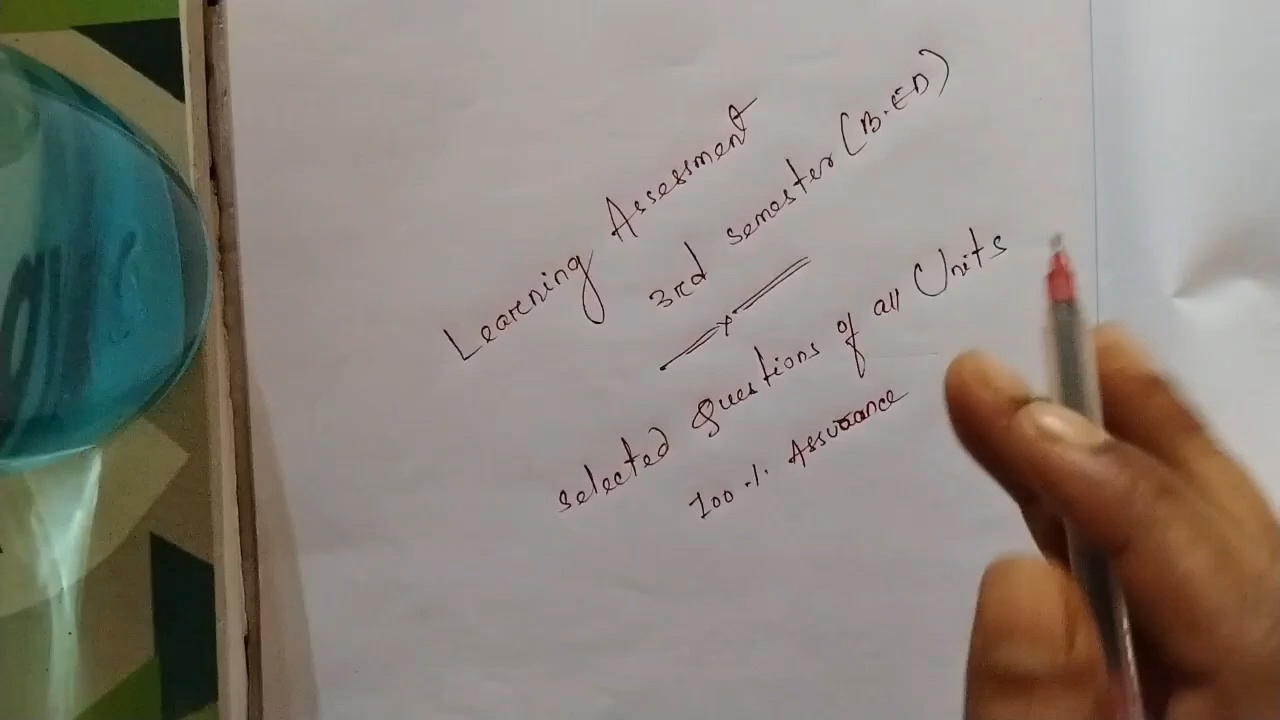 Learning Assessment
3rd semester (B.ED)
x
selected Questions of all Units
100 % Assurance